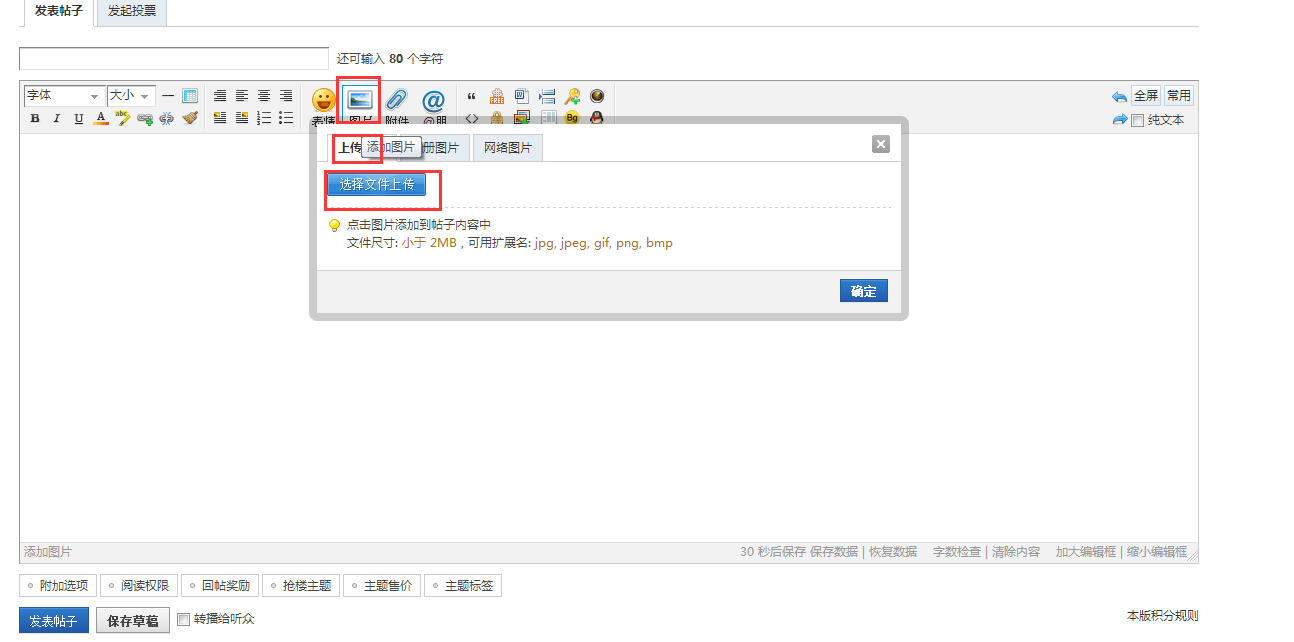 发表帖子 发起投票
还可输入 80 个字符
字体 大小 全屏 常用
B I U A abc @ “ W
表情 图片 附件 @朋 <> Bg 纯文本
上传 添加图片 册图片 网络图片
选择文件上传
点击图片添加到帖子内容中
文件尺寸: 小于 2MB , 可用扩展名: jpg, jpeg, gif, png, bmp
确定
添加图片 30 秒后保存 保存数据 | 恢复数据 字数检查 | 清除内容 加大编辑框 | 缩小编辑框
附加选项 阅读权限 回帖奖励 抢楼主题 主题售价 主题标签
发表帖子 保存草稿 转播给听众 本版积分规则